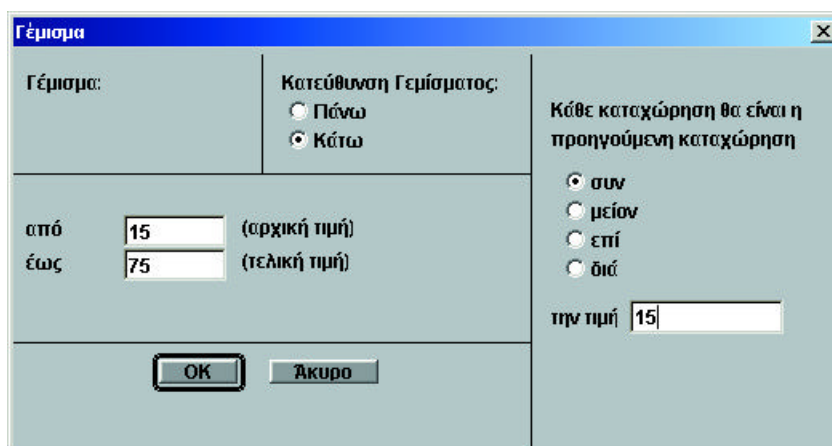 Γέμισμα
Γέμισμα:
Κατεύθυνση Γεμίσματος:
Πάνω
Κάτω
από 15 (αρχική τιμή)
έως 75 (τελική τιμή)
OK Άκυρο
Κάθε καταχώρηση θα είναι η
προηγούμενη καταχώρηση
συν
μείον
επί
διά
την τιμή 15